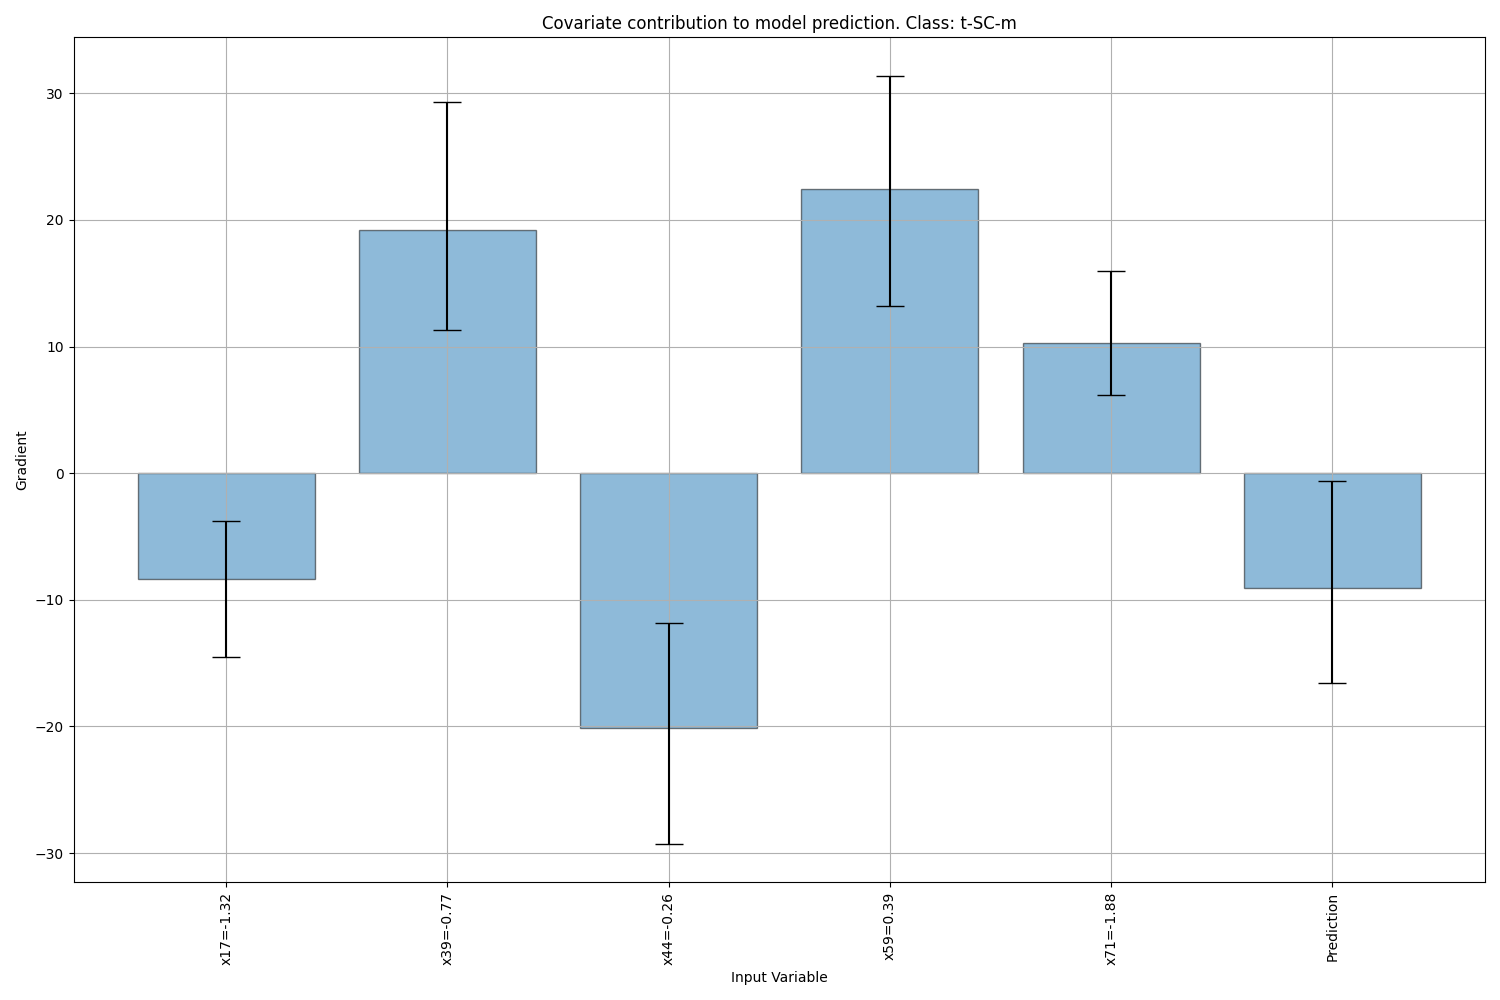 Covariate contribution to model prediction. Class: t-SC-m
Gradient
30
20
10
0
−10
−20
−30
x17=-1.32
x39=-0.77
x44=-0.26
x59=0.39
x71=-1.88
Prediction
Input Variable